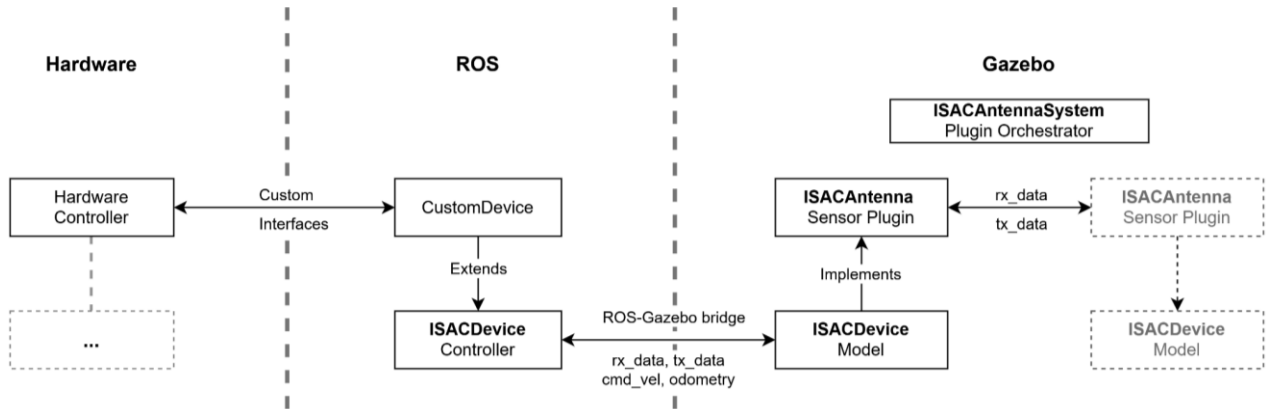 Hardware
ROS
Gazebo
ISACAntennaSystem
Plugin Orchestrator
Hardware
Controller
Custom
Interfaces
CustomDevice
ISACAntenna
Sensor Plugin
rx_data
tx_data
ISACAntenna
Sensor Plugin
Extends
Implements
...
ISACDevice
Controller
ROS-Gazebo bridge
rx_data, tx_data
cmd_vel, odometry
ISACDevice
Model
ISACDevice
Model